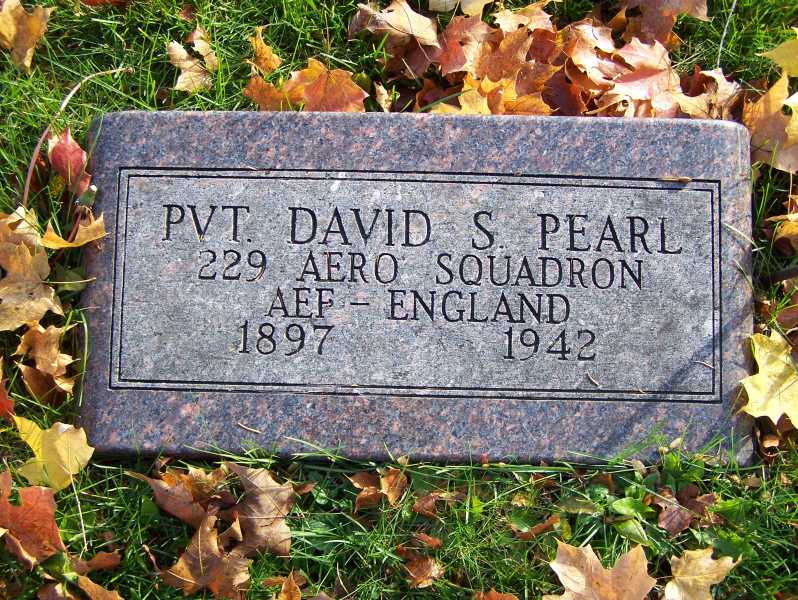 PVT. DAVID S. PEARL
229 AERO SQUADRON
AEF - ENGLAND
1897 1942